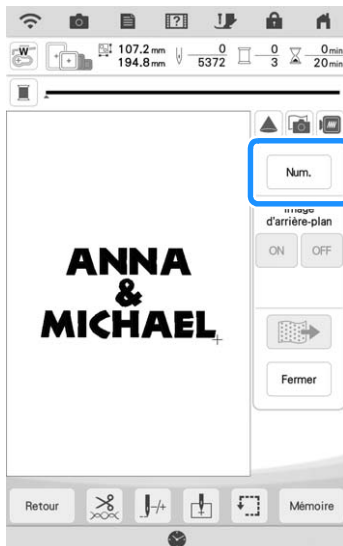 W
107.2 mm
194.8 mm
0
5372
0
3
0 min
20 min
Num.
Image
d'arrière-plan
ON OFF
ANNA
&
MICHAEL
Fermer
Retour
-/+
Mémoire